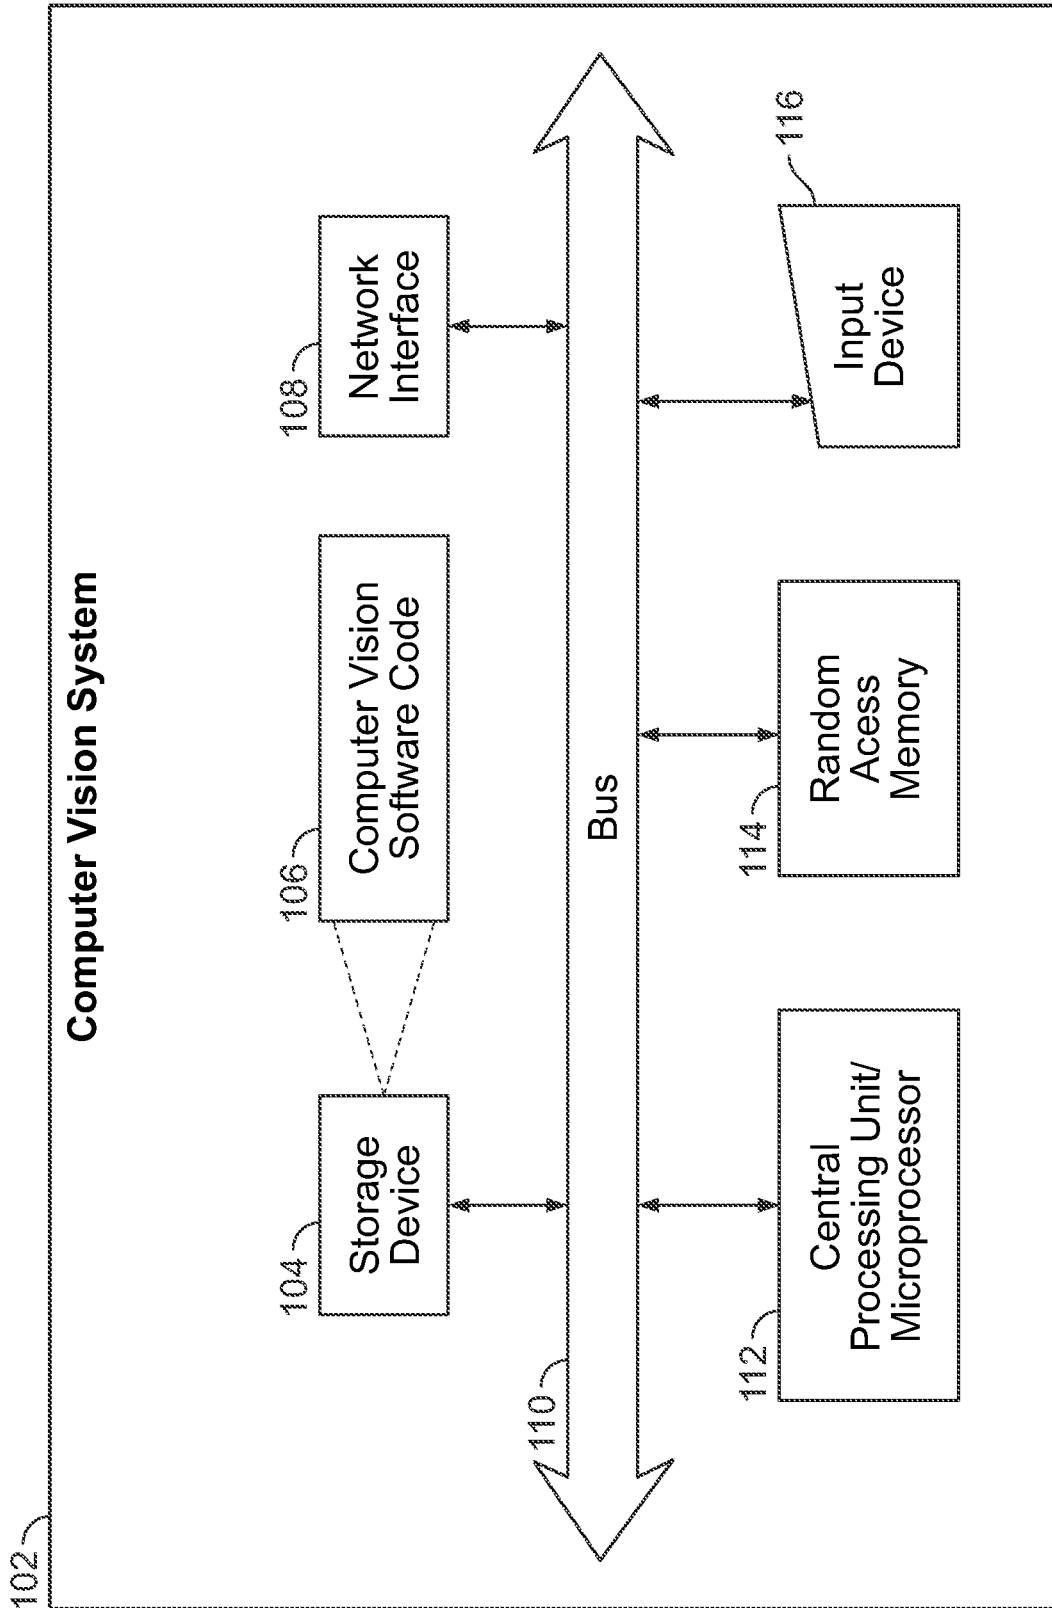 102
Computer Vision System
104
Storage
Device
106
Computer Vision
Software Code
108
Network
Interface
110
Bus
112
Central
Processing Unit/
Microprocessor
114
Random
Acess
Memory
116
Input
Device